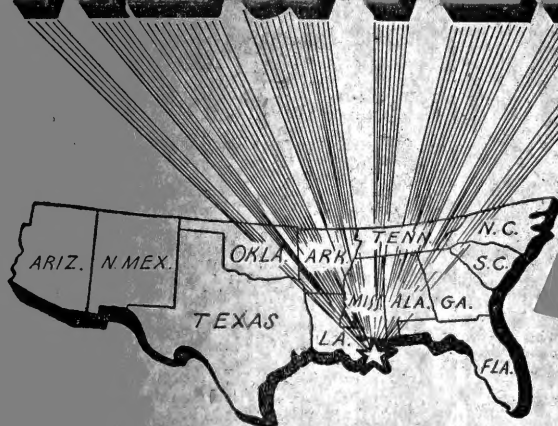 ARIZ.
N. MEX.
TEXAS
OKLA.
ARK.
LA.
MISS.
TENN.
ALA.
GA.
N.C.
S.C.
FLA.